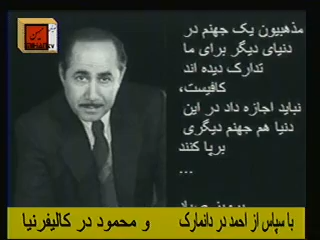 مذهبیون یک جهنم در
دنیای دیگر برای ما
تدارک دیده اند
کافیست،
نباید اجازه داد در این
دنیا هم جهنم دیگری
برپا کنند
...
با سپاس از احمد در دانمارک و محمود در کالیفرنیا